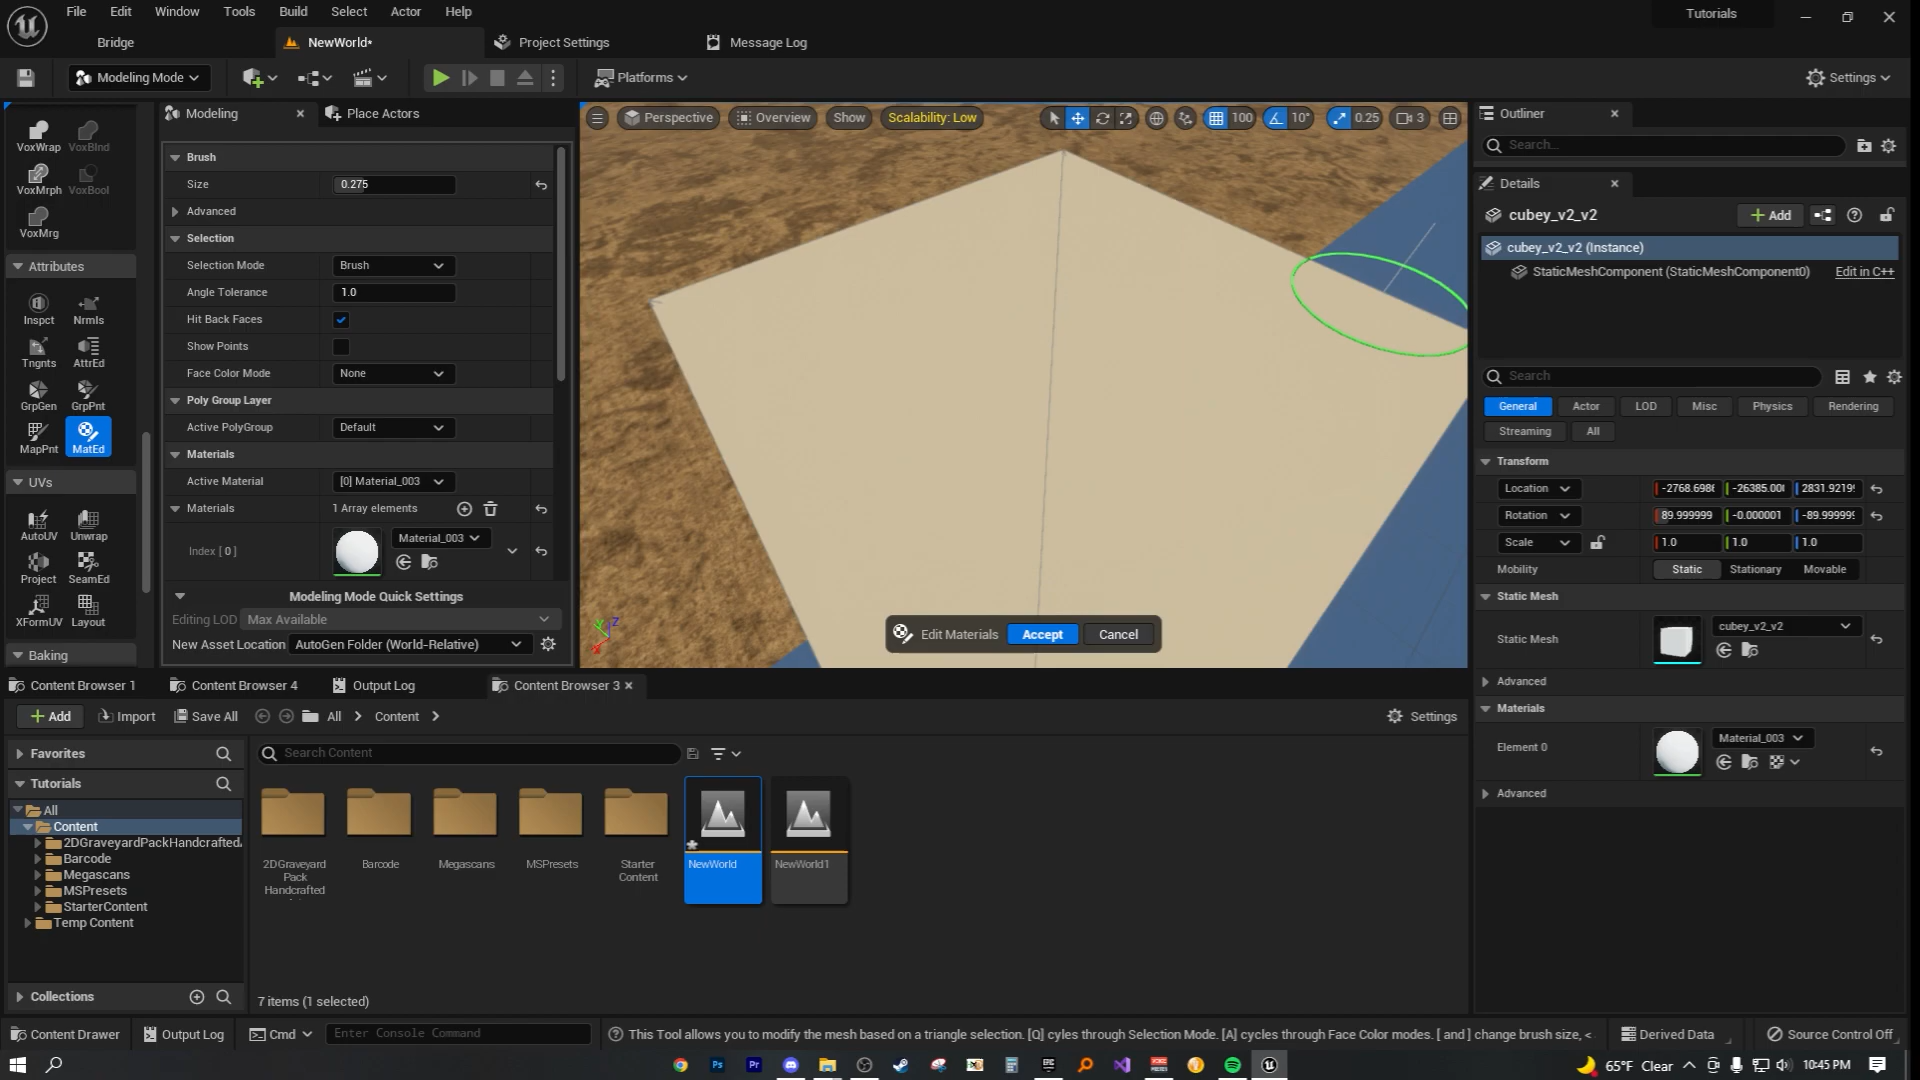 File Edit Window Tools Build Select Actor Help
Tutorials
Bridge
NewWorld*
Project Settings
Message Log
Modeling Mode
Platforms
Settings
VoxWrap VoxBlnd
VoxMrph VoxBool
VoxMrg
Attributes
Inspct Nrmls
Tngnts AttrEd
GrpGen GrpPnt
MapPnt MatEd
UVs
AutoUV Unwrap
Project SeamEd
XFormUV Layout
Baking
Modeling
Place Actors
Brush
Size 0.275
Advanced
Selection
Selection Mode Brush
Angle Tolerance 1.0
Hit Back Faces
Show Points
Face Color Mode None
Poly Group Layer
Active PolyGroup Default
Materials
Active Material [0] Material_003
Materials 1 Array elements
Index [ 0 ] Material_003
Modeling Mode Quick Settings
Editing LOD Max Available
New Asset Location AutoGen Folder (World-Relative)
Perspective Overview Show Scalability: Low 100 10° 0.25 3
Edit Materials Accept Cancel
Outliner
Search...
Details
cubey_v2_v2
Add
cubey_v2_v2 (Instance)
StaticMeshComponent (StaticMeshComponent0) Edit in C++
Search
General Actor LOD Misc Physics Rendering
Streaming All
Transform
Location -2768.698 -26385.00 2831.921
Rotation 89.999999 -0.000001 -89.99999
Scale 1.0 1.0 1.0
Mobility Static Stationary Movable
Static Mesh
Static Mesh cubey_v2_v2
Advanced
Materials
Element 0 Material_003
Advanced
Content Browser 1 Content Browser 4 Output Log Content Browser 3
Add Import Save All All Content Settings
Favorites
Search Content
Tutorials
All
Content
2DGraveyardPackHandcrafted
Barcode
Megascans
MSPresets
StarterContent
Temp Content
Collections
2DGraveyard
Pack
Handcrafted
Barcode
Megascans
MSPresets
Starter
Content
NewWorld
NewWorld1
7 items (1 selected)
Content Drawer Output Log Cmd Enter Console Command
This Tool allows you to modify the mesh based on a triangle selection. [Q] cyles through Selection Mode. [A] cycles through Face Color modes. [ and ] change brush size, <
Derived Data Source Control Off
65°F Clear 10:45 PM